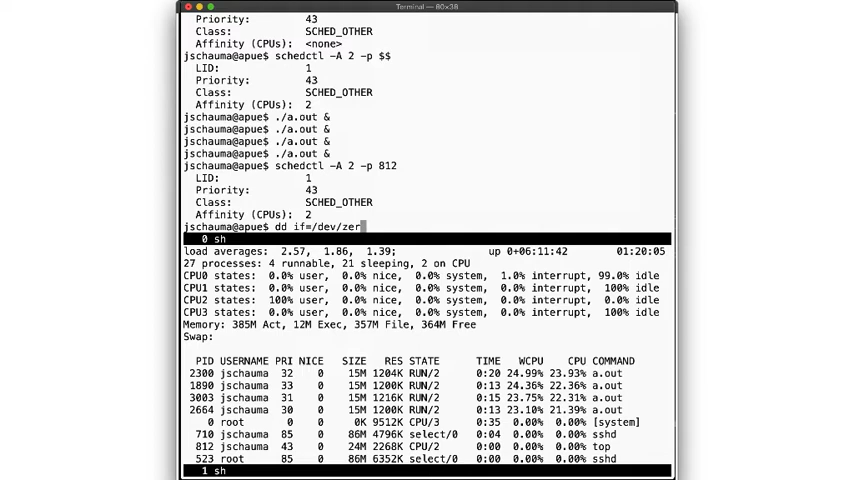 Terminal — 80×38
Priority: 43
Class: SCHED_OTHER
Affinity (CPUs): <none>
jschauma@apue$ schedctl -A 2 -p $$
LID: 1
Priority: 43
Class: SCHED_OTHER
Affinity (CPUs): 2
jschauma@apue$ ./a.out &
jschauma@apue$ ./a.out &
jschauma@apue$ ./a.out &
jschauma@apue$ ./a.out &
jschauma@apue$ schedctl -A 2 -p 812
LID: 1
Priority: 43
Class: SCHED_OTHER
Affinity (CPUs): 2
jschauma@apue$ dd if=/dev/zer
0 sh
load averages: 2.57, 1.86, 1.39; up 0+06:11:42 01:20:05
27 processes: 4 runnable, 21 sleeping, 2 on CPU
CPU0 states: 0.0% user, 0.0% nice, 0.0% system, 1.0% interrupt, 99.0% idle
CPU1 states: 0.0% user, 0.0% nice, 0.0% system, 0.0% interrupt, 100% idle
CPU2 states: 100% user, 0.0% nice, 0.0% system, 0.0% interrupt, 0.0% idle
CPU3 states: 0.0% user, 0.0% nice, 0.0% system, 0.0% interrupt, 100% idle
Memory: 385M Act, 12M Exec, 357M File, 364M Free
Swap:
PID USERNAME PRI NICE SIZE RES STATE TIME WCPU CPU COMMAND
2300 jschauma 32 0 15M 1204K RUN/2 0:20 24.99% 23.93% a.out
1890 jschauma 33 0 15M 1200K RUN/2 0:13 24.36% 22.36% a.out
3003 jschauma 31 0 15M 1216K RUN/2 0:15 23.75% 22.31% a.out
2664 jschauma 30 0 15M 1200K RUN/2 0:13 23.10% 21.39% a.out
0 root 0 0K 9512K CPU/3 0:35 0.00% 0.00% [system]
710 jschauma 85 0 86M 4796K select/0 0:04 0.00% 0.00% sshd
812 jschauma 43 0 24M 2268K CPU/2 0:00 0.00% 0.00% top
523 root 85 0 86M 6352K select/0 0:00 0.00% 0.00% sshd
1 sh